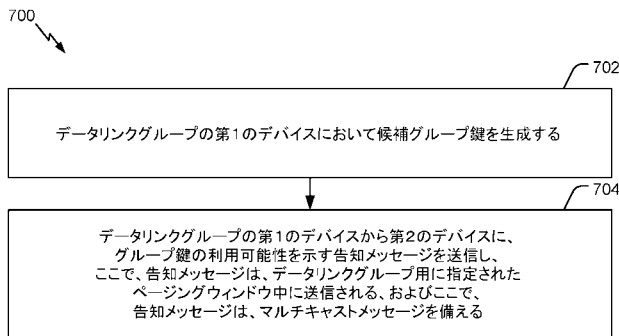 700
702
データリンクグループの第1のデバイスにおいて候補グループ鍵を生成する
704
データリンクグループの第1のデバイスから第2のデバイスに、
グループ鍵の利用可能性を示す告知メッセージを送信し、
ここで、告知メッセージは、データリンクグループ用に指定された
ページングウィンドウ中に送信される、およびここで、
告知メッセージは、マルチキャストメッセージを備える